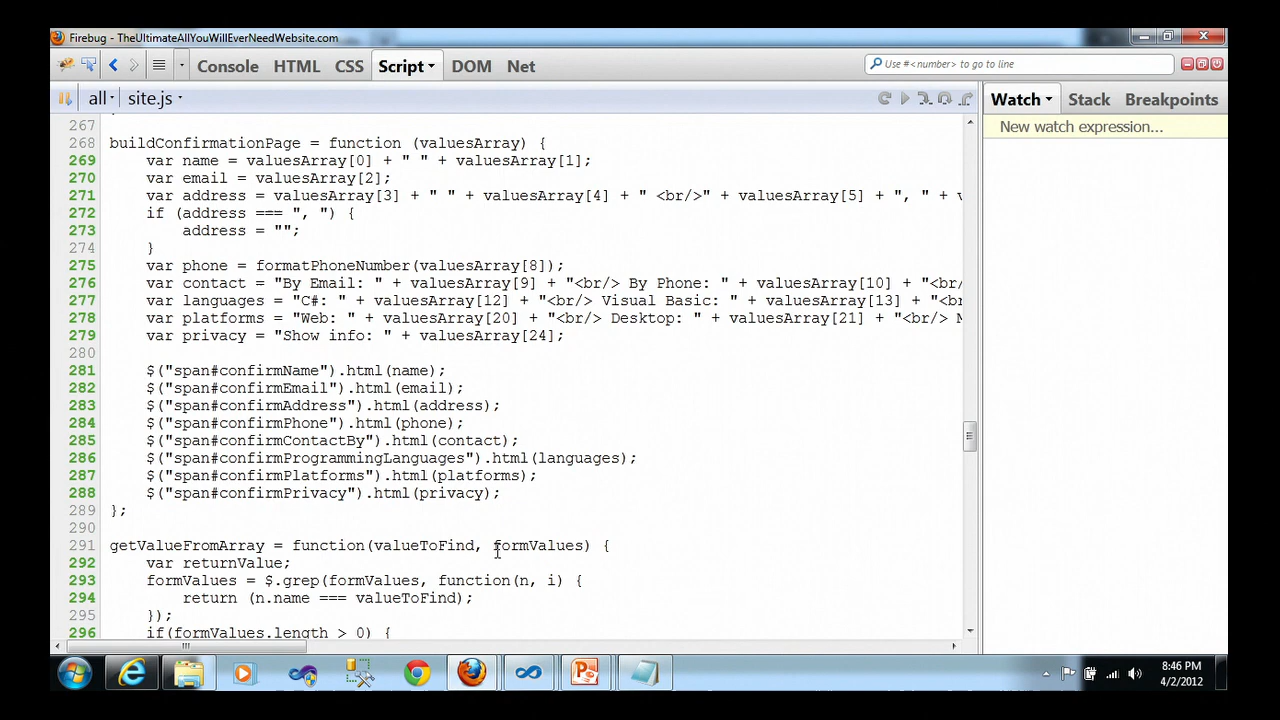 Firebug - TheUltimateAllYouWillEverNeedWebsite.com
Console HTML CSS Script DOM Net
Use #<number> to go to line
all site.js
Watch Stack Breakpoints
New watch expression...
267
268 buildConfirmationPage = function (valuesArray) {
269 var name = valuesArray[0] + " " + valuesArray[1];
270 var email = valuesArray[2];
271 var address = valuesArray[3] + " " + valuesArray[4] + " <br/>" + valuesArray[5] + ", " + v
272 if (address === ", ") {
273 address = "";
274 }
275 var phone = formatPhoneNumber(valuesArray[8]);
276 var contact = "By Email: " + valuesArray[9] + "<br/> By Phone: " + valuesArray[10] + "<br/
277 var languages = "C#: " + valuesArray[12] + "<br/> Visual Basic: " + valuesArray[13] + "<br
278 var platforms = "Web: " + valuesArray[20] + "<br/> Desktop: " + valuesArray[21] + "<br/> M
279 var privacy = "Show info: " + valuesArray[24];
280
281 $("span#confirmName").html(name);
282 $("span#confirmEmail").html(email);
283 $("span#confirmAddress").html(address);
284 $("span#confirmPhone").html(phone);
285 $("span#confirmContactBy").html(contact);
286 $("span#confirmProgrammingLanguages").html(languages);
287 $("span#confirmPlatforms").html(platforms);
288 $("span#confirmPrivacy").html(privacy);
289 };
290
291 getValueFromArray = function(valueToFind, formValues) {
292 var returnValue;
293 formValues = $.grep(formValues, function(n, i) {
294 return (n.name === valueToFind);
295 });
296 if(formValues.length > 0) {
8:46 PM
4/2/2012